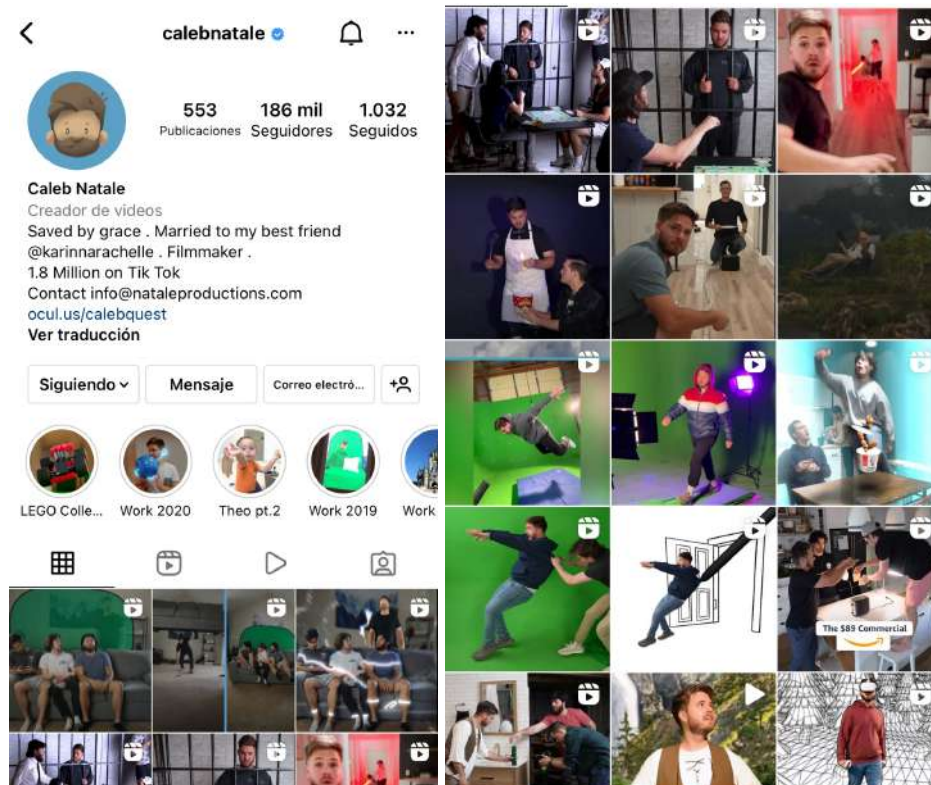 calebnatale
553 186 mil 1.032
Publicaciones Seguidores Seguidos
Caleb Natale
Creador de videos
Saved by grace . Married to my best friend
@karinnarachelle . Filmmaker .
1.8 Million on Tik Tok
Contact info@nataleproductions.com
ocul.us/calebquest
Ver traducción
Siguiendo Mensaje Correo electró...
LEGO Colle... Work 2020 Theo pt.2 Work 2019 Work
The $89 Commercial